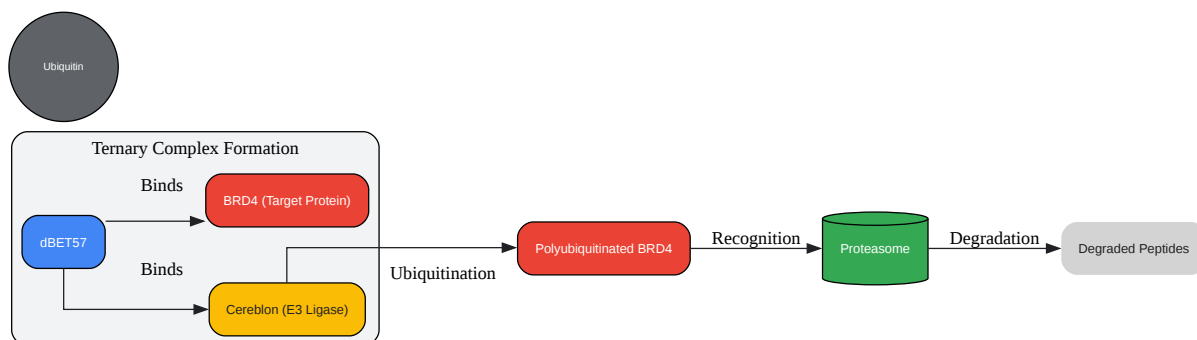 Ubiquitin
Ternary Complex Formation
Binds
BRD4 (Target Protein)
dBET57
Binds
Cereblon (E3 Ligase)
Ubiquitination
Polyubiquitinated BRD4
Recognition
Proteasome
Degradation
Degraded Peptides